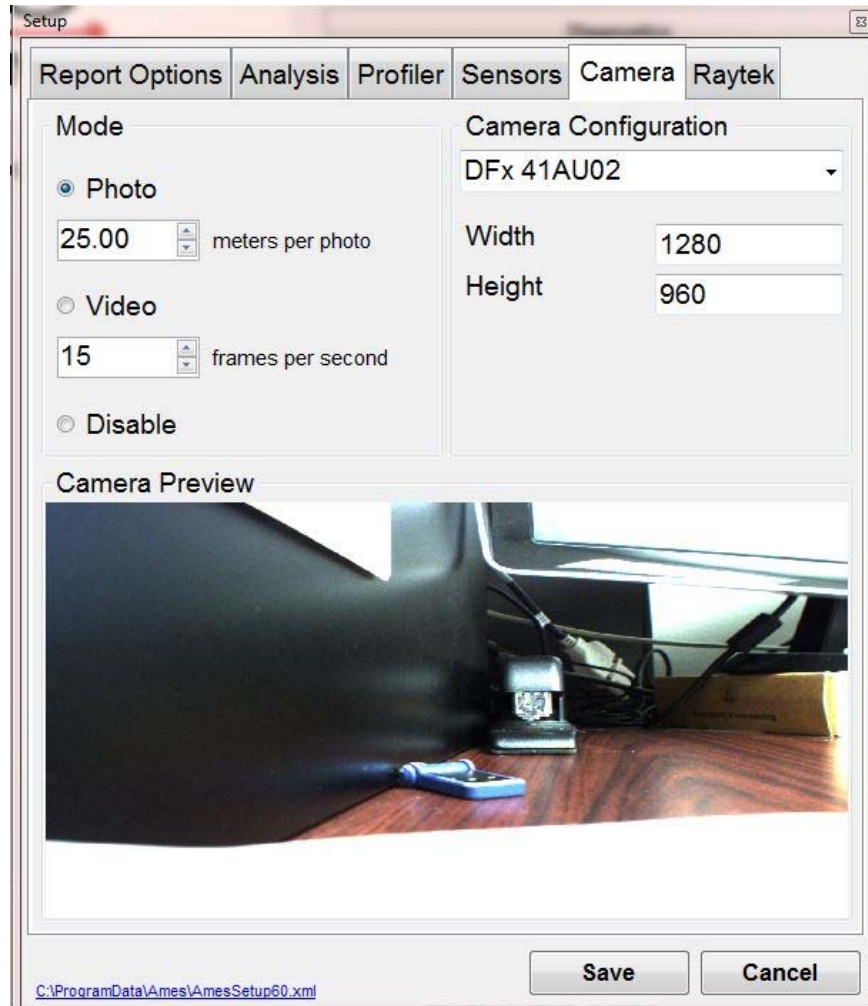 Setup
Report Options Analysis Profiler Sensors Camera Raytek
Mode
Photo
25.00 meters per photo
Video
15 frames per second
Disable
Camera Configuration
DFx 41AU02
Width 1280
Height 960
Camera Preview
C:\ProgramData\Ames\AmesSetup60.xml
Save Cancel